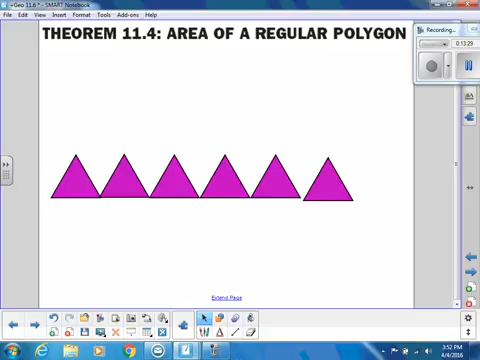 Geo 11.6 * - SMART Notebook
File Edit View Insert Format Tools Add-ons Help
THEOREM 11.4: AREA OF A REGULAR POLYGON
Recording...
0:13:29
Extend Page
3:52 PM
4/4/2016